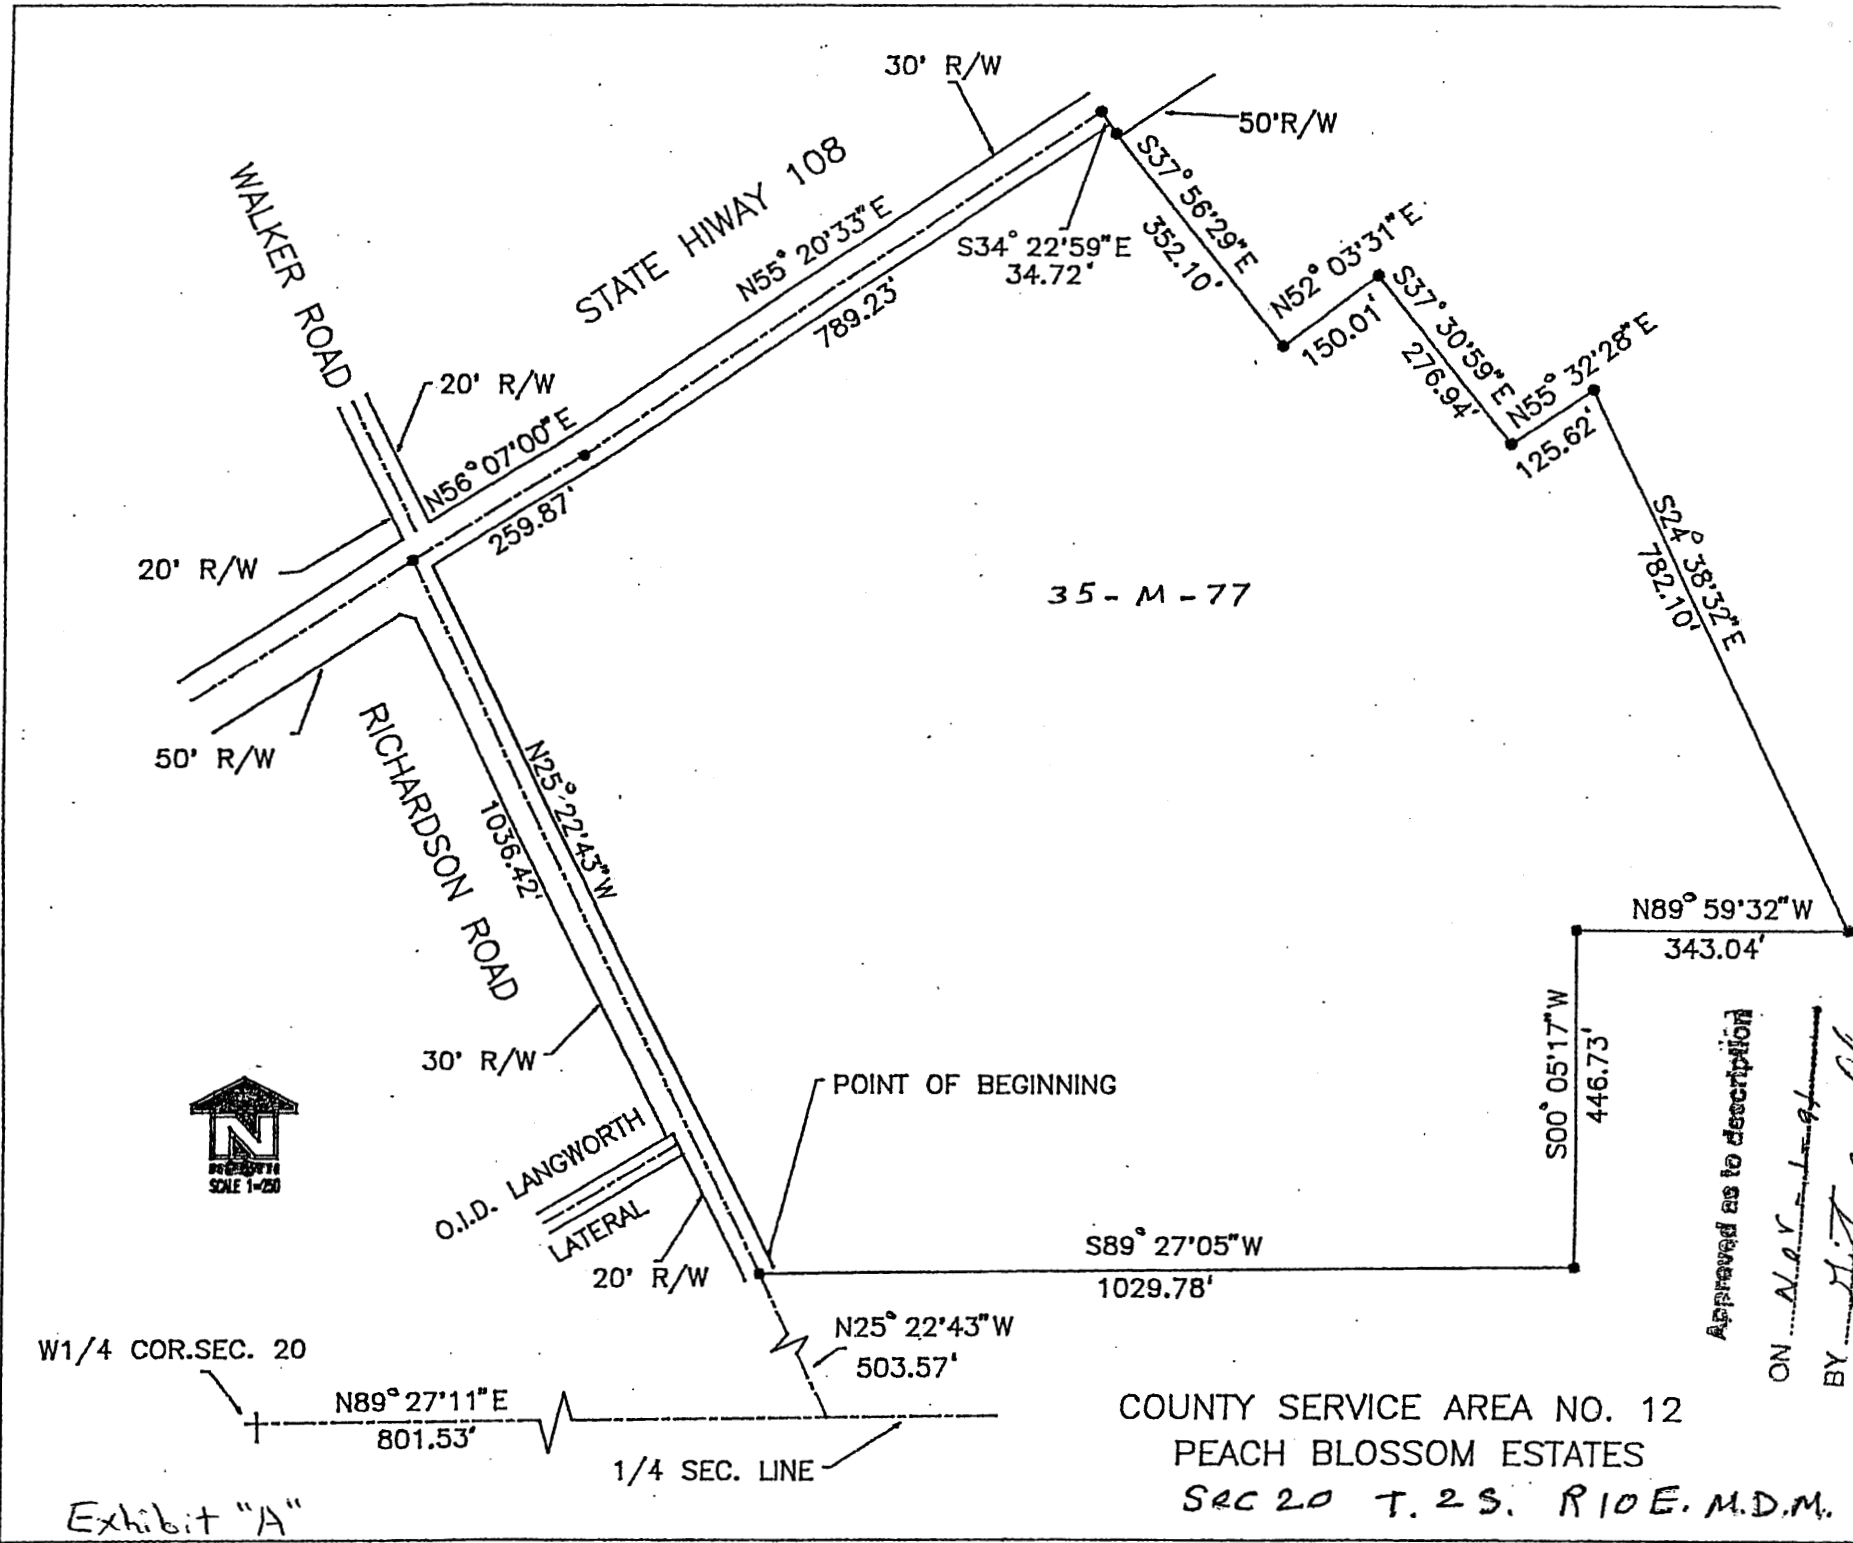 30' R/W
50'R/W
WALKER ROAD
STATE HIWAY 108
N55° 20'33"E
789.23'
S34° 22'59"E
34.72'
S37° 56'29"E
352.10'
N52° 03'31"E
150.01'
S37° 30'59"E
276.94'
N55° 32'28"E
125.62'
20' R/W
N56° 07'00"E
259.87'
20' R/W
50' R/W
35-M-77
S24° 38'32"E
782.10'
RICHARDSON ROAD
N25° 22'43"W
1036.42'
N89° 59'32"W
343.04'
30' R/W
POINT OF BEGINNING
S00° 05'17"W
446.73'
N
SCALE 1=250
O.I.D. LANGWORTH
LATERAL
20' R/W
S89° 27'05"W
1029.78'
N25° 22'43"W
503.57'
W1/4 COR.SEC. 20
N89° 27'11"E
801.53'
1/4 SEC. LINE
Approved as to description
ON Nov
BY
COUNTY SERVICE AREA NO. 12
PEACH BLOSSOM ESTATES
SEC 20 T. 2 S. R 10 E. M.D.M.
Exhibit "A"